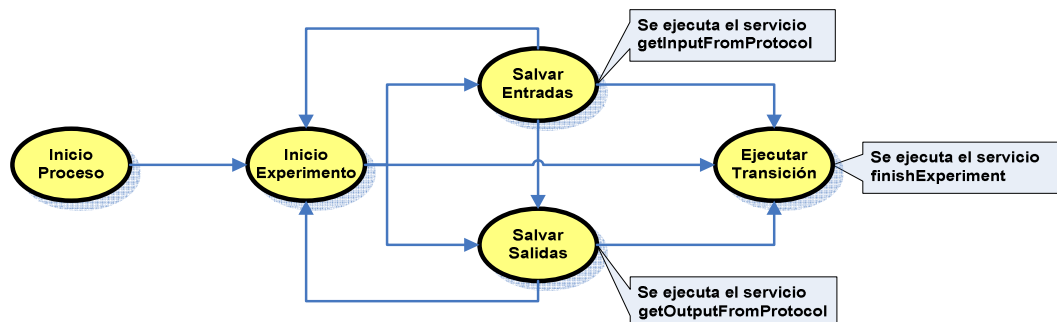 Se ejecuta el servicio
getInputFromProtocol
Salvar
Entradas
Inicio
Proceso
Inicio
Experimento
Ejecutar
Transición
Se ejecuta el servicio
finishExperiment
Salvar
Salidas
Se ejecuta el servicio
getOutputFromProtocol